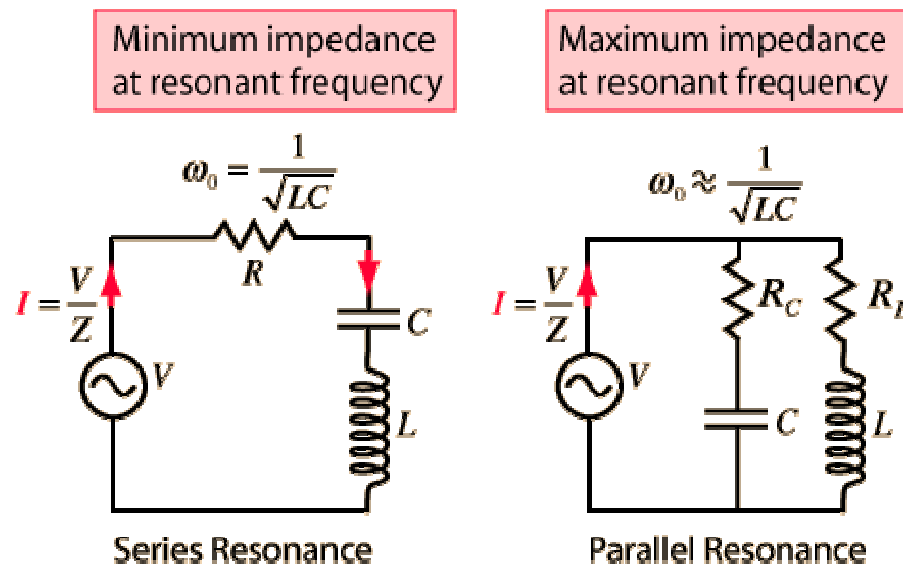 Minimum impedance
at resonant frequency
ω₀ = 1/√LC
R
I = V/Z
V
C
L
Series Resonance
Maximum impedance
at resonant frequency
ω₀ ≈ 1/√LC
I = V/Z
V
R_C
C
L
Parallel Resonance